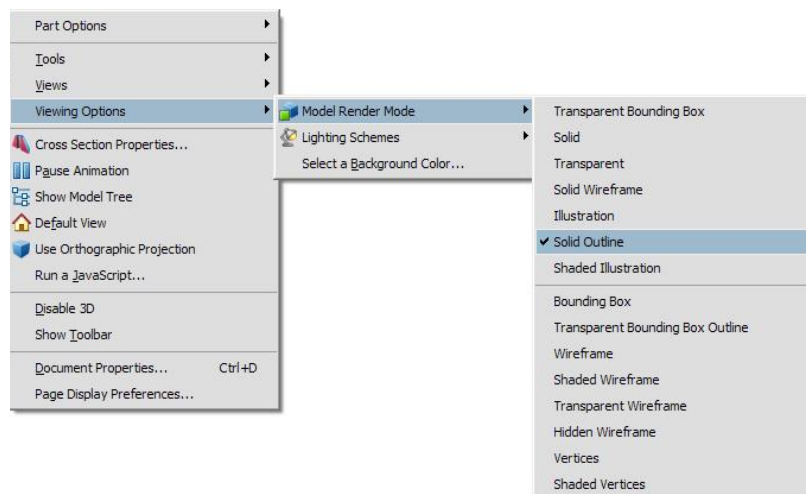 Part Options
Tools
Views
Viewing Options
Cross Section Properties...
Pause Animation
Show Model Tree
Default View
Use Orthographic Projection
Run a JavaScript...
Disable 3D
Show Toolbar
Document Properties... Ctrl+D
Page Display Preferences...
Model Render Mode
Lighting Schemes
Select a Background Color...
Transparent Bounding Box
Solid
Transparent
Solid Wireframe
Illustration
Solid Outline
Shaded Illustration
Bounding Box
Transparent Bounding Box Outline
Wireframe
Shaded Wireframe
Transparent Wireframe
Hidden Wireframe
Vertices
Shaded Vertices